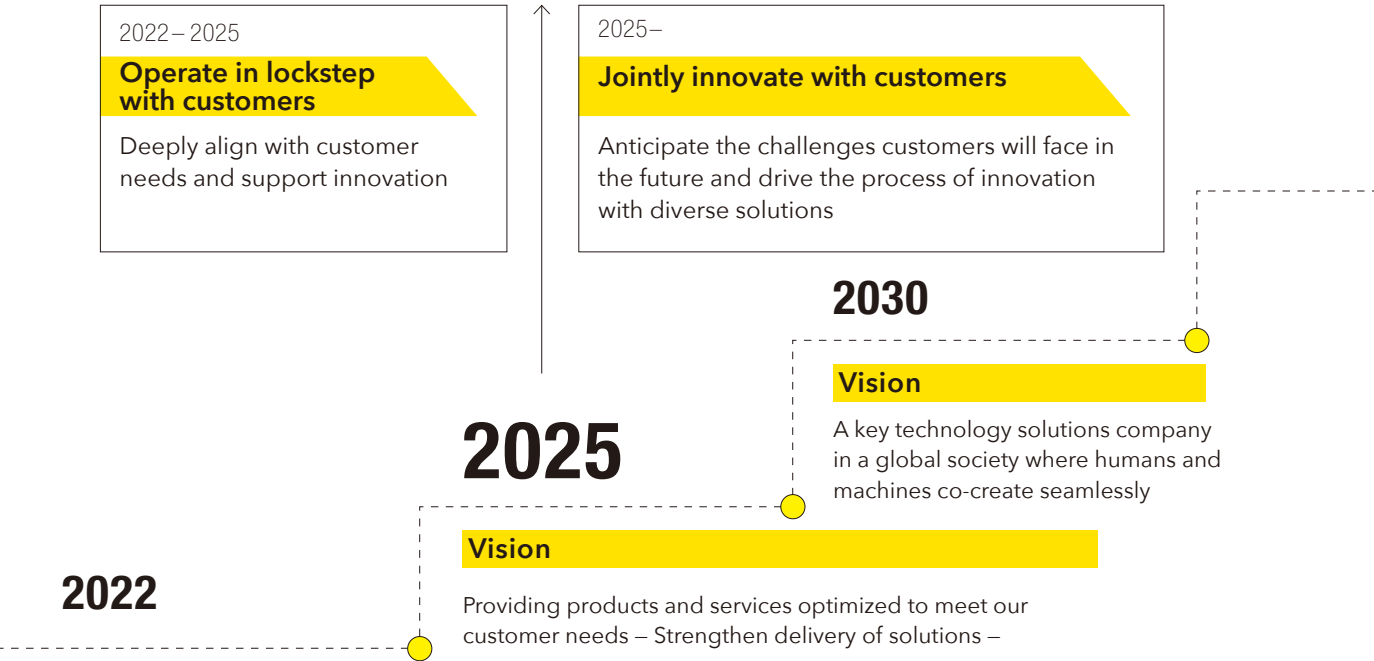 2022–2025
Operate in lockstep
with customers
Deeply align with customer
needs and support innovation
2025–
Jointly innovate with customers
Anticipate the challenges customers will face in
the future and drive the process of innovation
with diverse solutions
2030
Vision
A key technology solutions company
in a global society where humans and
machines co-create seamlessly
2025
Vision
Providing products and services optimized to meet our
customer needs – Strengthen delivery of solutions –
2022